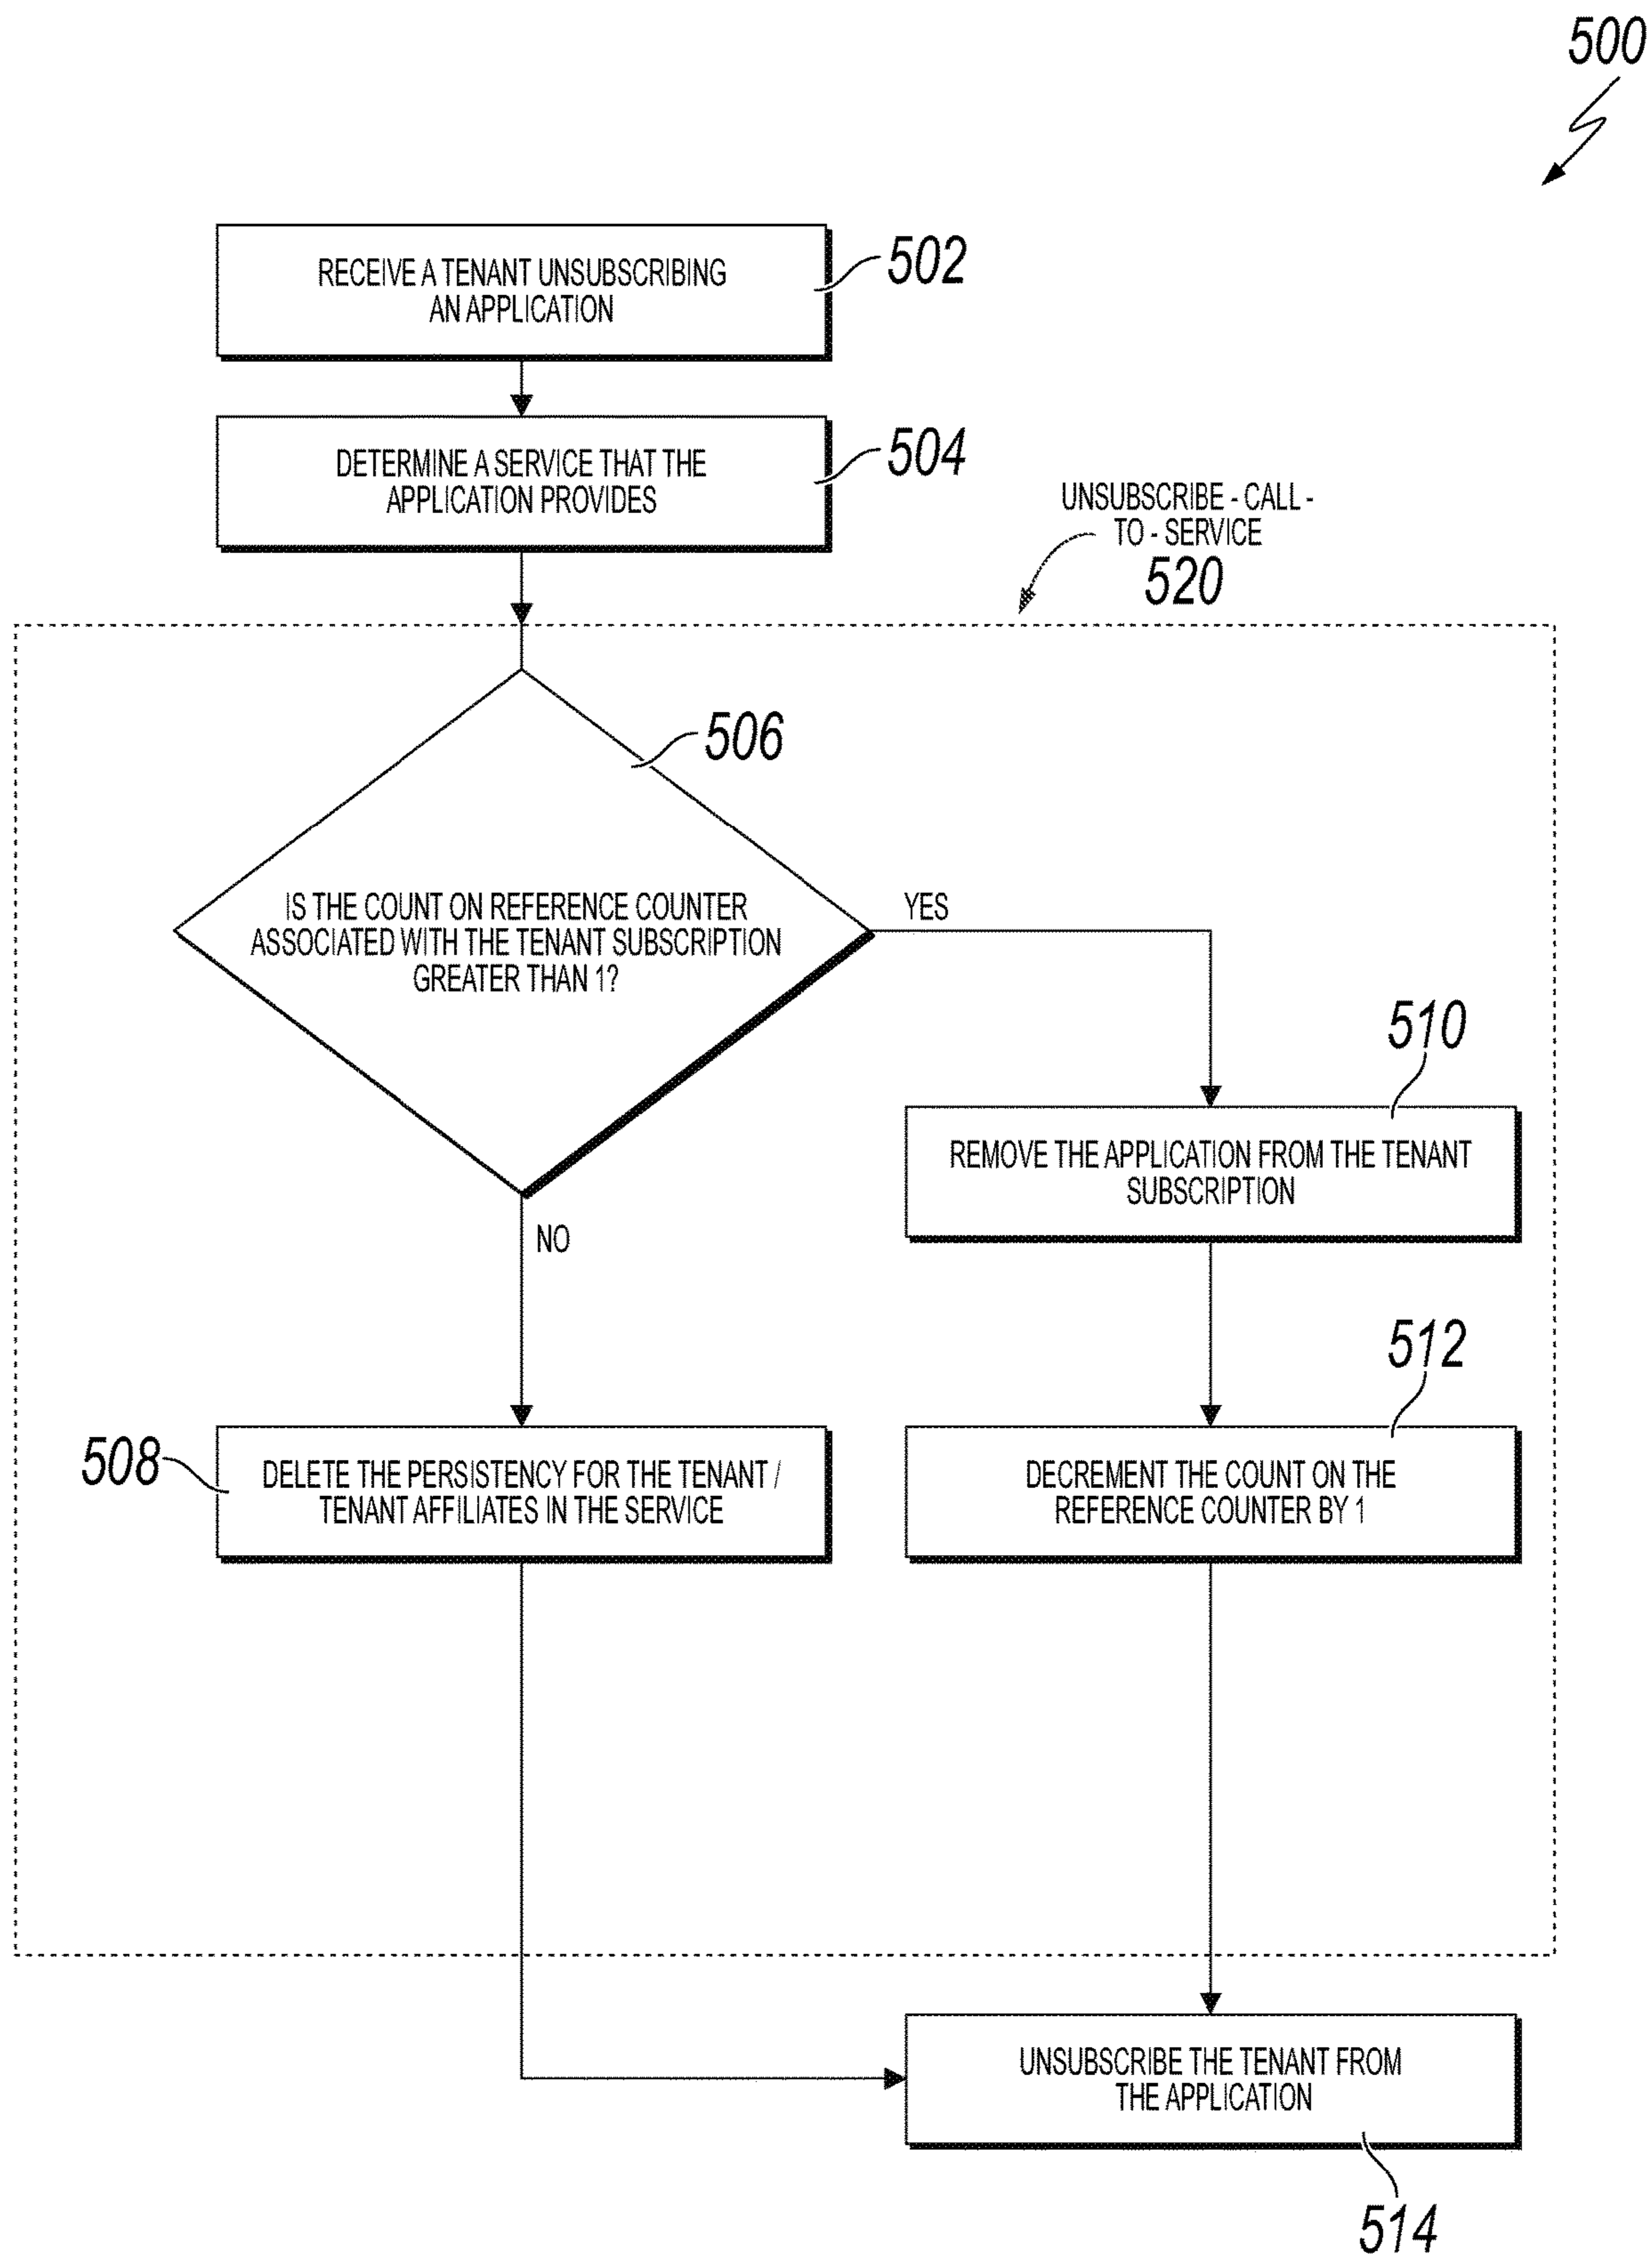 500
RECEIVE A TENANT UNSUBSCRIBING
AN APPLICATION
502
DETERMINE A SERVICE THAT THE
APPLICATION PROVIDES
504
UNSUBSCRIBE - CALL -
TO - SERVICE
520
506
IS THE COUNT ON REFERENCE COUNTER
ASSOCIATED WITH THE TENANT SUBSCRIPTION
GREATER THAN 1?
YES
NO
510
REMOVE THE APPLICATION FROM THE TENANT
SUBSCRIPTION
508
DELETE THE PERSISTENCY FOR THE TENANT /
TENANT AFFILIATES IN THE SERVICE
512
DECREMENT THE COUNT ON THE
REFERENCE COUNTER BY 1
UNSUBSCRIBE THE TENANT FROM
THE APPLICATION
514